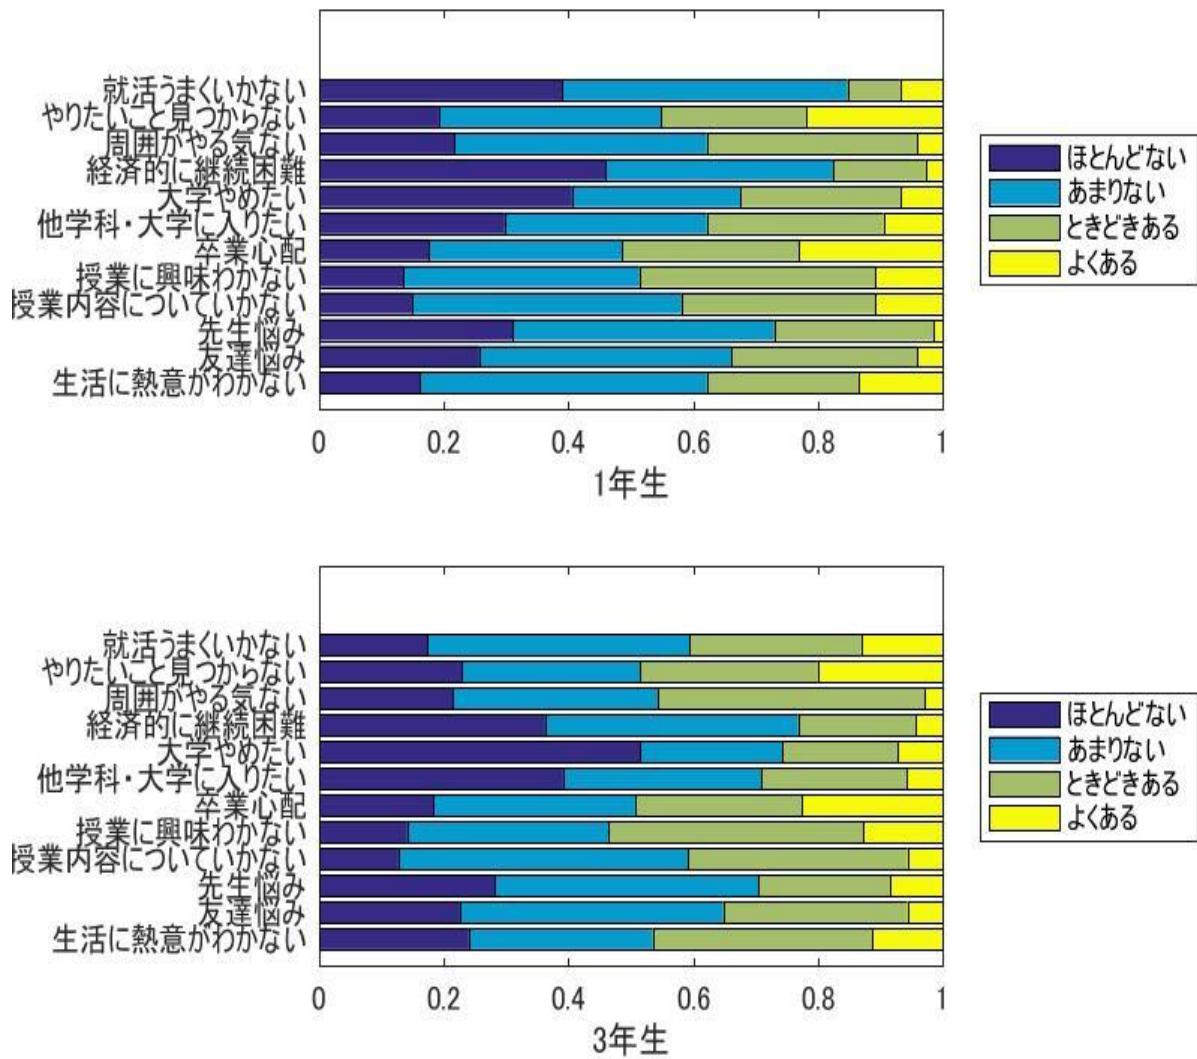 就活うまくいかない
やりたいこと見つからない
周囲がやる気ない
経済的に継続困難
大学やめたい
他学科・大学に入りたい
卒業心配
授業に興味わかない
授業内容についていかない
先生悩み
友達悩み
生活に熱意がわかない
0 0.2 0.4 0.6 0.8 1
1年生
ほとんどない
あまりない
ときどきある
よくある
就活うまくいかない
やりたいこと見つからない
周囲がやる気ない
経済的に継続困難
大学やめたい
他学科・大学に入りたい
卒業心配
授業に興味わかない
授業内容についていかない
先生悩み
友達悩み
生活に熱意がわかない
0 0.2 0.4 0.6 0.8 1
3年生
ほとんどない
あまりない
ときどきある
よくある